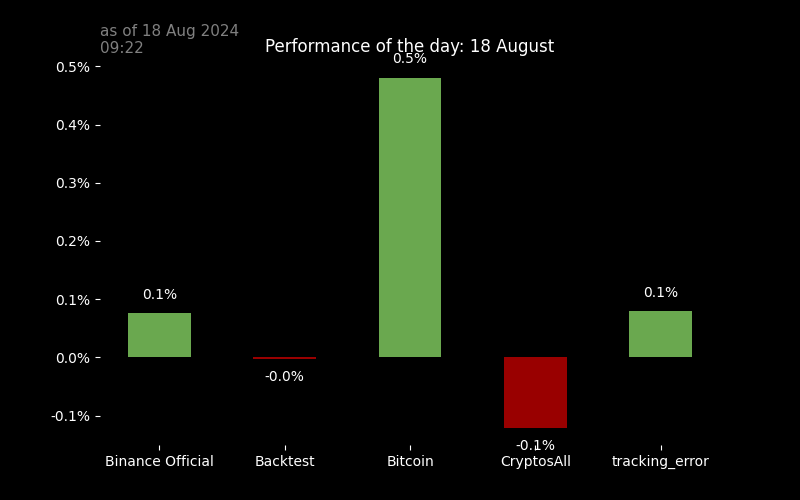 as of 18 Aug 2024
09:22
Performance of the day: 18 August
0.5%
0.5%
0.4%
0.3%
0.2%
0.1%
0.1%
0.1%
0.0%
-0.0%
-0.1%
-0.1%
Binance Official
Backtest
Bitcoin
CryptosAll
tracking_error